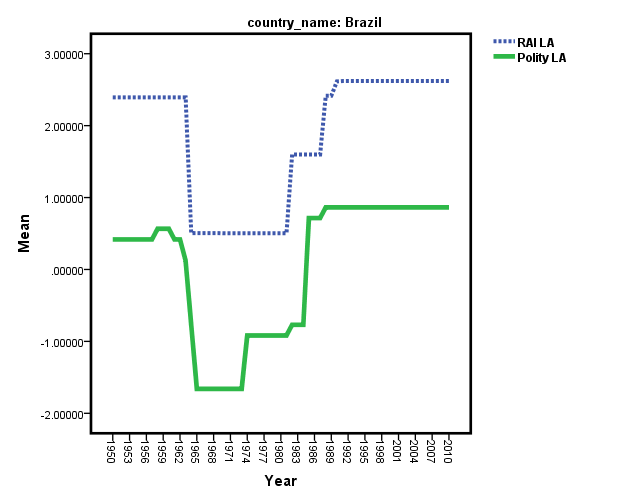 country_name: Brazil
RAI LA
Polity LA
3.00000
2.00000
1.00000
.00000
-1.00000
-2.00000
Mean
1950 1953 1956 1959 1962 1965 1968 1971 1974 1977 1980 1983 1986 1989 1992 1995 1998 2001 2004 2007 2010
Year